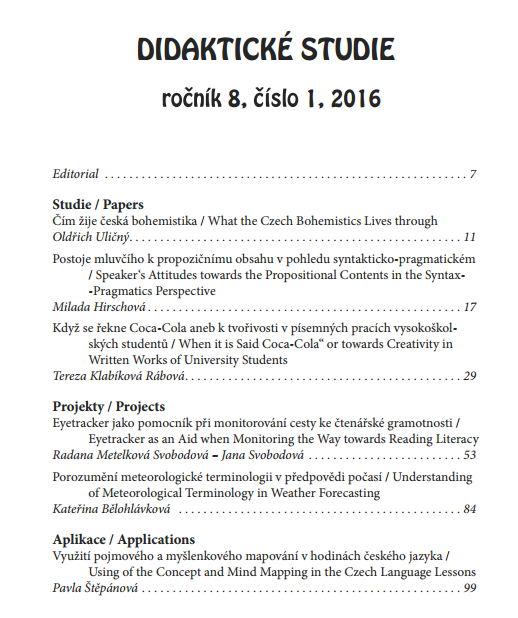 DIDAKTICKÉ STUDIE
ročník 8, číslo 1, 2016
Editorial . . . . . . . . . . . . . . . . . . . . . . . . . . . . . . . . . . . . . . . . . . . . . . . . . . . . . . . . . . . . 7
Studie / Papers
Čím žije česká bohemistika / What the Czech Bohemistics Lives through
Oldřich Uličný. . . . . . . . . . . . . . . . . . . . . . . . . . . . . . . . . . . . . . . . . . . . . . . . . . . . . . . 11
Postoje mluvčího k propozičnímu obsahu v pohledu syntakticko-pragmatickém
/ Speaker‘s Attitudes towards the Propositional Contents in the Syntax-
-Pragmatics Perspective
Milada Hirschová . . . . . . . . . . . . . . . . . . . . . . . . . . . . . . . . . . . . . . . . . . . . . . . . . . . . 17
Když se řekne Coca-Cola aneb k tvořivosti v písemných pracích vysokoškol-
ských studentů / When it is Said Coca-Cola“ or towards Creativity in
Written Works of University Students
Tereza Klabíková Rábová. . . . . . . . . . . . . . . . . . . . . . . . . . . . . . . . . . . . . . . . . . . . . . 29
Projekty / Projects
Eyetracker jako pomocník při monitorování cesty ke čtenářské gramotnosti /
Eyetracker as an Aid when Monitoring the Way towards Reading Literacy
Radana Metelková Svobodová – Jana Svobodová . . . . . . . . . . . . . . . . . . . . . . . . . . 53
Porozumění meteorologické terminologii v předpovědi počasí / Understanding
of Meteorological Terminology in Weather Forecasting
Kateřina Bělohlávková . . . . . . . . . . . . . . . . . . . . . . . . . . . . . . . . . . . . . . . . . . . . . . . 84
Aplikace / Applications
Využití pojmového a myšlenkového mapování v hodinách českého jazyka /
Using of the Concept and Mind Mapping in the Czech Language Lessons
Pavla Štěpánová . . . . . . . . . . . . . . . . . . . . . . . . . . . . . . . . . . . . . . . . . . . . . . . . . . . . . 99